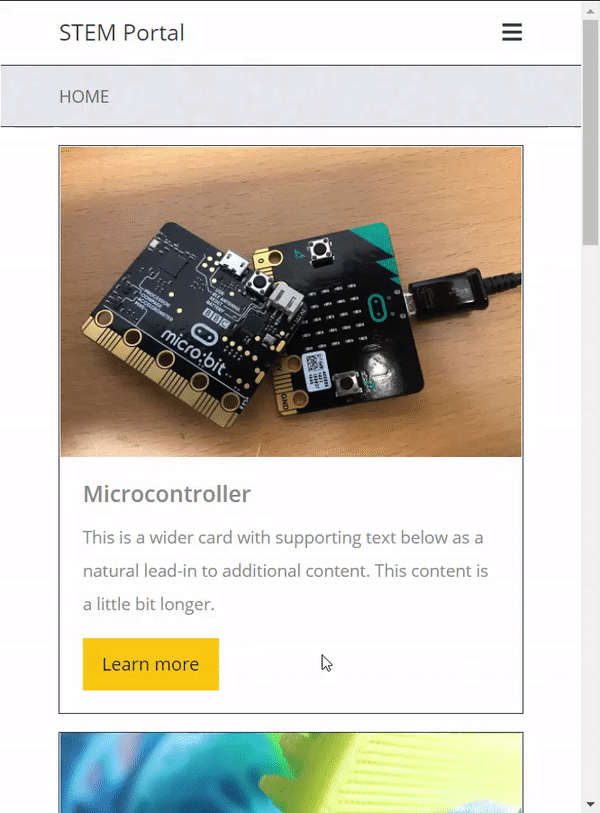 STEM Portal
HOME
micro:bit
BBC
GND
Microcontroller
This is a wider card with supporting text below as a
natural lead-in to additional content. This content is
a little bit longer.
Learn more